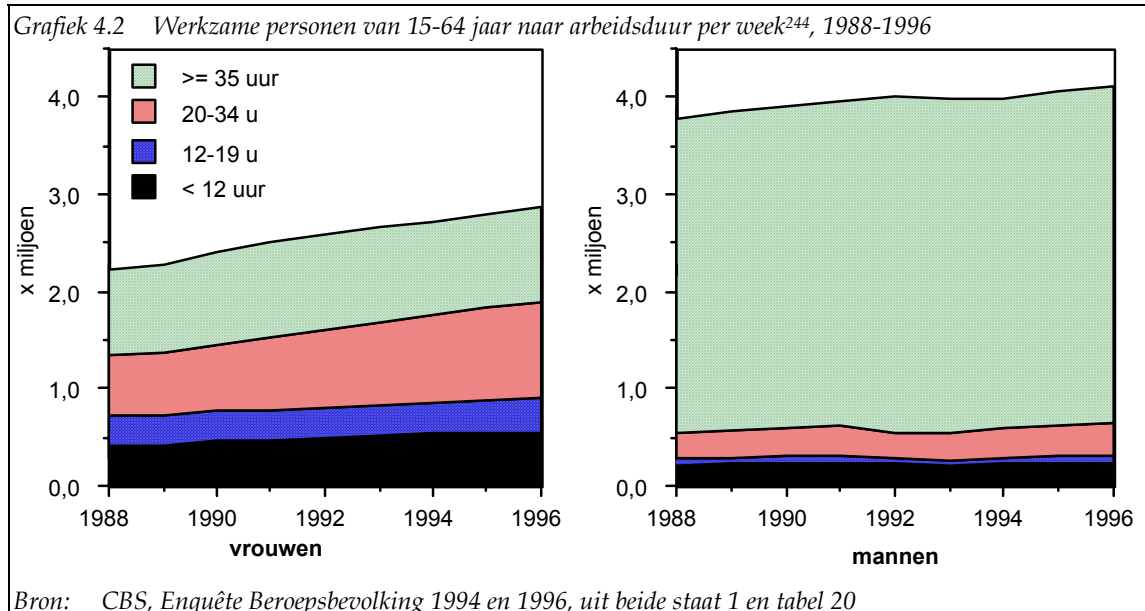 Grafiek 4.2 Werkzame personen van 15-64 jaar naar arbeidsduur per week244, 1988-1996
>= 35 uur
20-34 u
12-19 u
< 12 uur
x miljoen
4,0
3,0
2,0
1,0
0,0
1988 1990 1992 1994 1996
vrouwen
x miljoen
4,0
3,0
2,0
1,0
0,0
1988 1990 1992 1994 1996
mannen
Bron: CBS, Enquête Beroepsbevolking 1994 en 1996, uit beide staat 1 en tabel 20